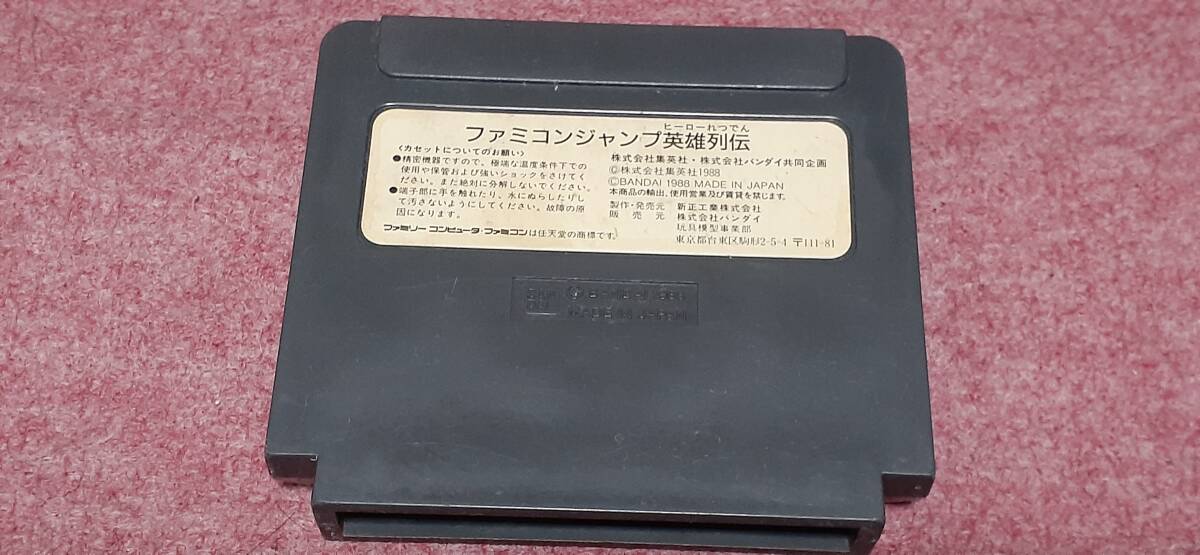 ヒーローれつでん
ファミコンジャンプ英雄列伝
〈カセットについてのお願い〉
●精密機器ですので、極端な温度条件下での
使用や保管および強いショックをさけてく
ださい。また絶対に分解しないでください。
●端子部に手を触れたり、水にぬらしたりし
て汚さないようにしてください。故障の原
因になります。
ファミリー コンピュータ・ファミコンは任天堂の商標です。
株式会社集英社・株式会社バンダイ共同企画
©株式会社集英社1988
©BANDAI 1988 MADE IN JAPAN
本商品の輸出、使用営業及び賃貸を禁じます。
製作・発売元 新正工業株式会社
販売元 株式会社バンダイ
玩具模型事業部
東京都台東区駒形2-5-4 〒111-81
© BANDAI
MADE IN JAPAN